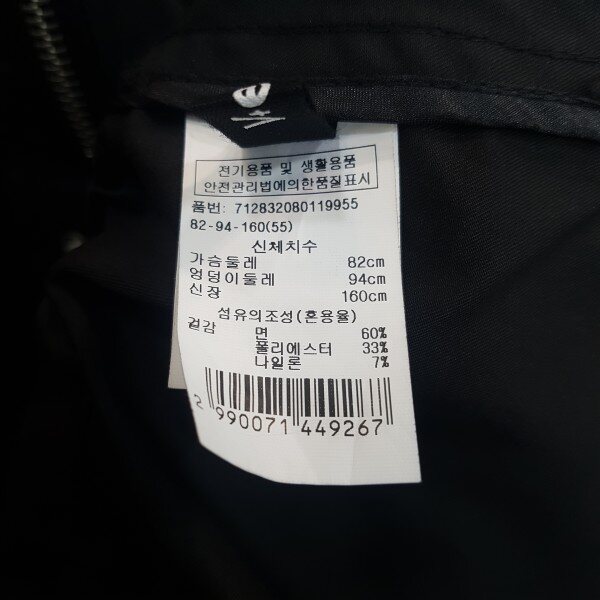 전기용품 및 생활용품
안전관리법에의한품질표시
품번: 712832080119955
82-94-160(55)
신체치수
가슴둘레 82cm
엉덩이둘레 94cm
신장 160cm
섬유의조성(혼용율)
겉감 면 60%
폴리에스터 33%
나일론 7%
2 990071 449267